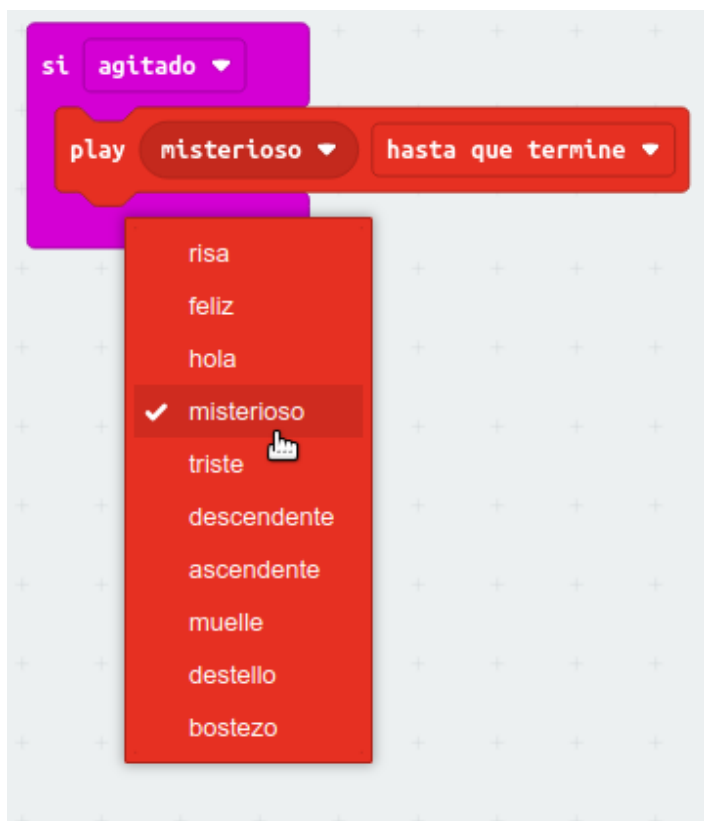 si agitado
play misterioso hasta que termine
risa
feliz
hola
misterioso
triste
descendente
ascendente
muelle
destello
bostezo